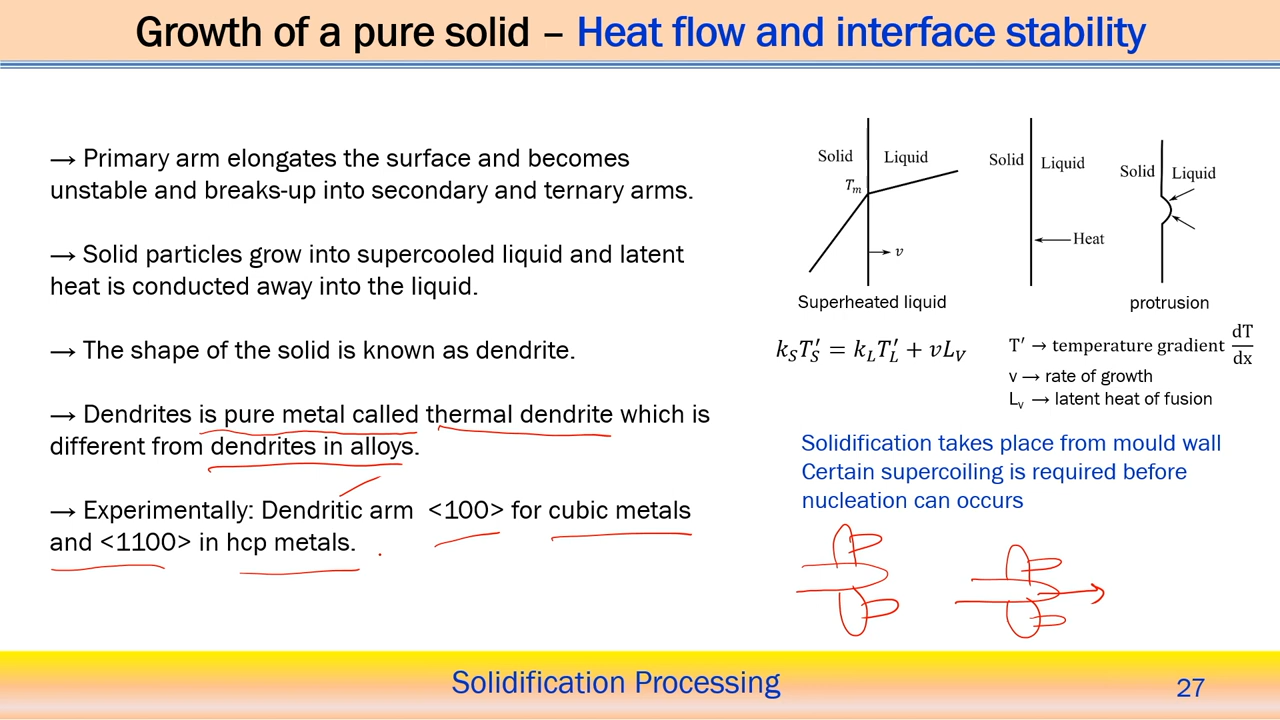 Growth of a pure solid – Heat flow and interface stability
→ Primary arm elongates the surface and becomes
unstable and breaks-up into secondary and ternary arms.
→ Solid particles grow into supercooled liquid and latent
heat is conducted away into the liquid.
→ The shape of the solid is known as dendrite.
→ Dendrites is pure metal called thermal dendrite which is
different from dendrites in alloys.
→ Experimentally: Dendritic arm <100> for cubic metals
and <1100> in hcp metals.
Solid Liquid
Tₘ
v
Superheated liquid
Solid Liquid
Heat
Solid Liquid
protrusion
k_S T′_S = k_L T′_L + vL_V
T′ → temperature gradient dT/dx
v → rate of growth
Lᵥ → latent heat of fusion
Solidification takes place from mould wall
Certain supercoiling is required before
nucleation can occurs
Solidification Processing
27